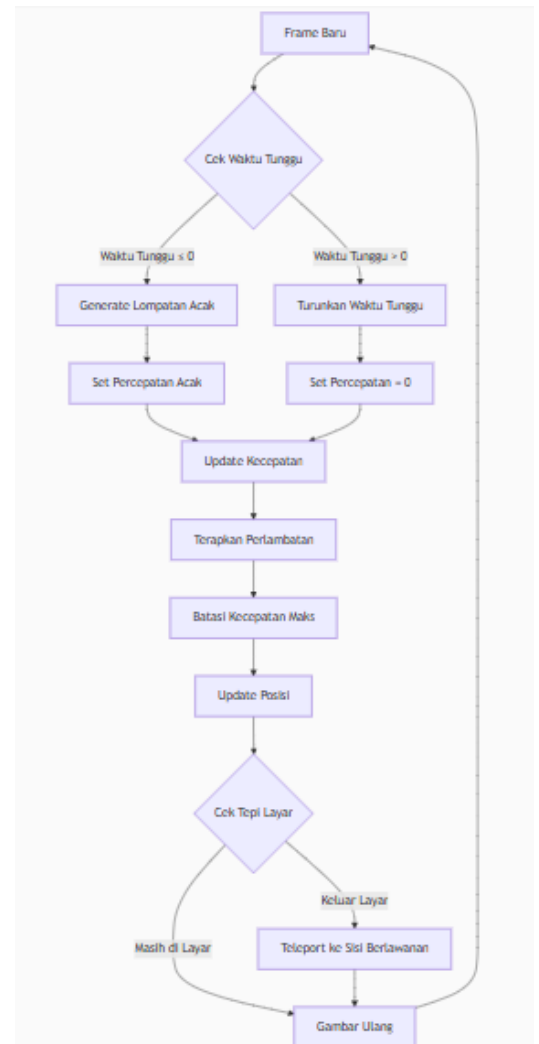 Frame Baru
Cek Waktu Tunggu
Waktu Tunggu ≤ 0
Waktu Tunggu > 0
Generate Lompatan Acak
Turunkan Waktu Tunggu
Set Percepatan Acak
Set Percepatan = 0
Update Kecepatan
Terapkan Perlambatan
Batasi Kecepatan Maks
Update Posisi
Cek Tepi Layar
Keluar Layar
Masih di Layar
Teleport ke Sisi Berlawanan
Gambar Ulang